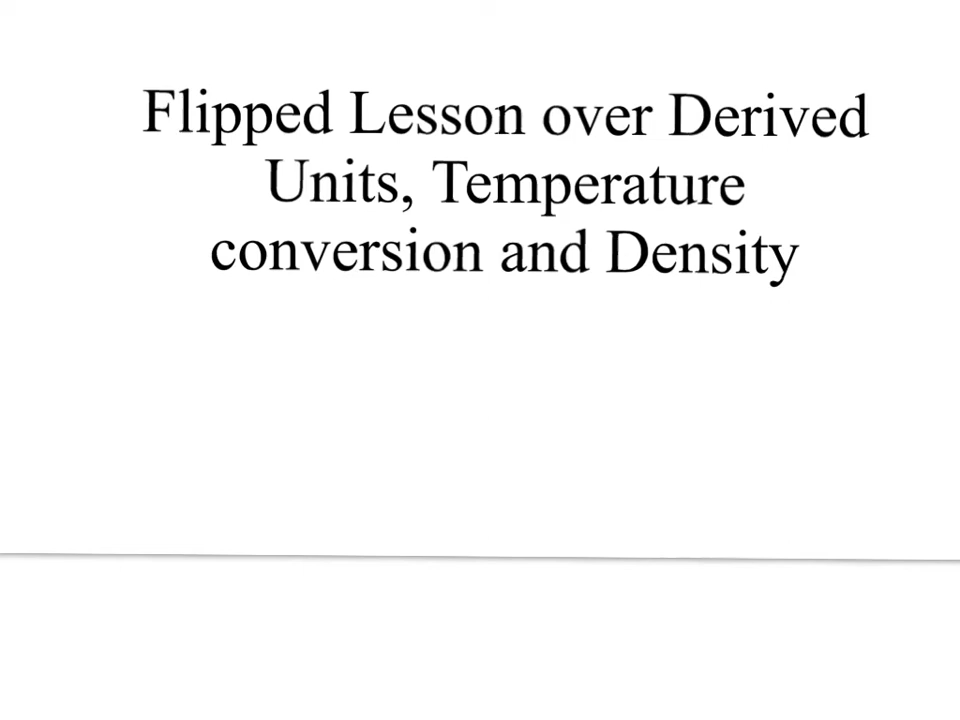 Flipped Lesson over Derived
Units, Temperature
conversion and Density